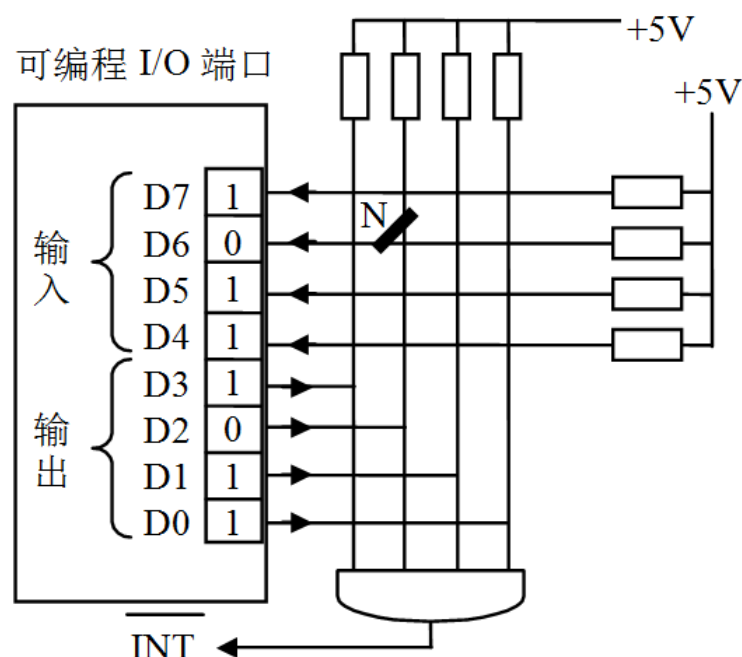 +5V
可编程 I/O 端口
+5V
D7 1
N
D6 0
输入
D5 1
D4 1
D3 1
输出
D2 0
D1 1
D0 1
INT